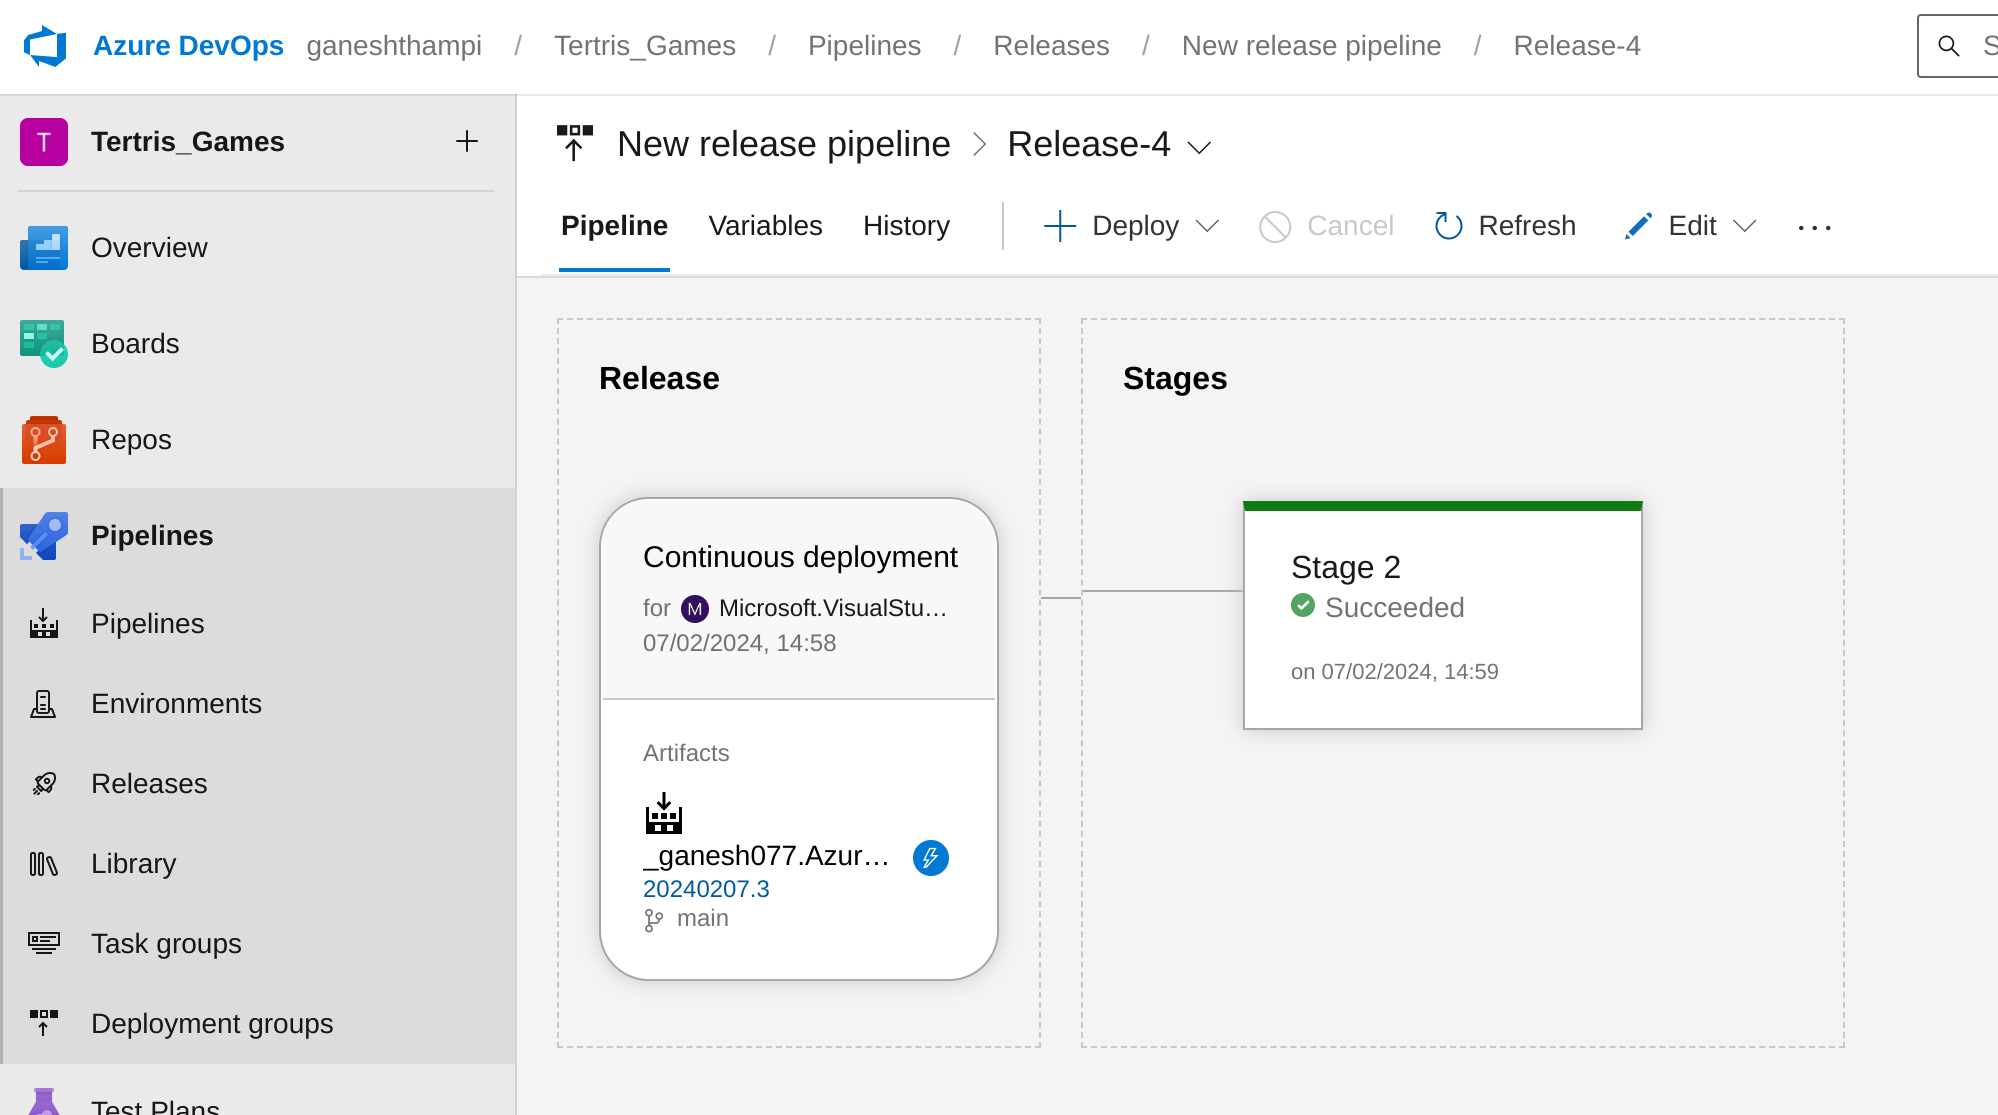 Azure DevOps ganeshthampi / Tertris_Games / Pipelines / Releases / New release pipeline / Release-4 S
T Tertris_Games
New release pipeline Release-4
Pipeline Variables History Deploy Cancel Refresh Edit
Overview
Boards
Repos
Pipelines
Pipelines
Environments
Releases
Library
Task groups
Deployment groups
Test Plans
Release
Continuous deployment
for M Microsoft.VisualStu...
07/02/2024, 14:58
Artifacts
_ganesh077.Azur...
20240207.3
main
Stages
Stage 2
Succeeded
on 07/02/2024, 14:59